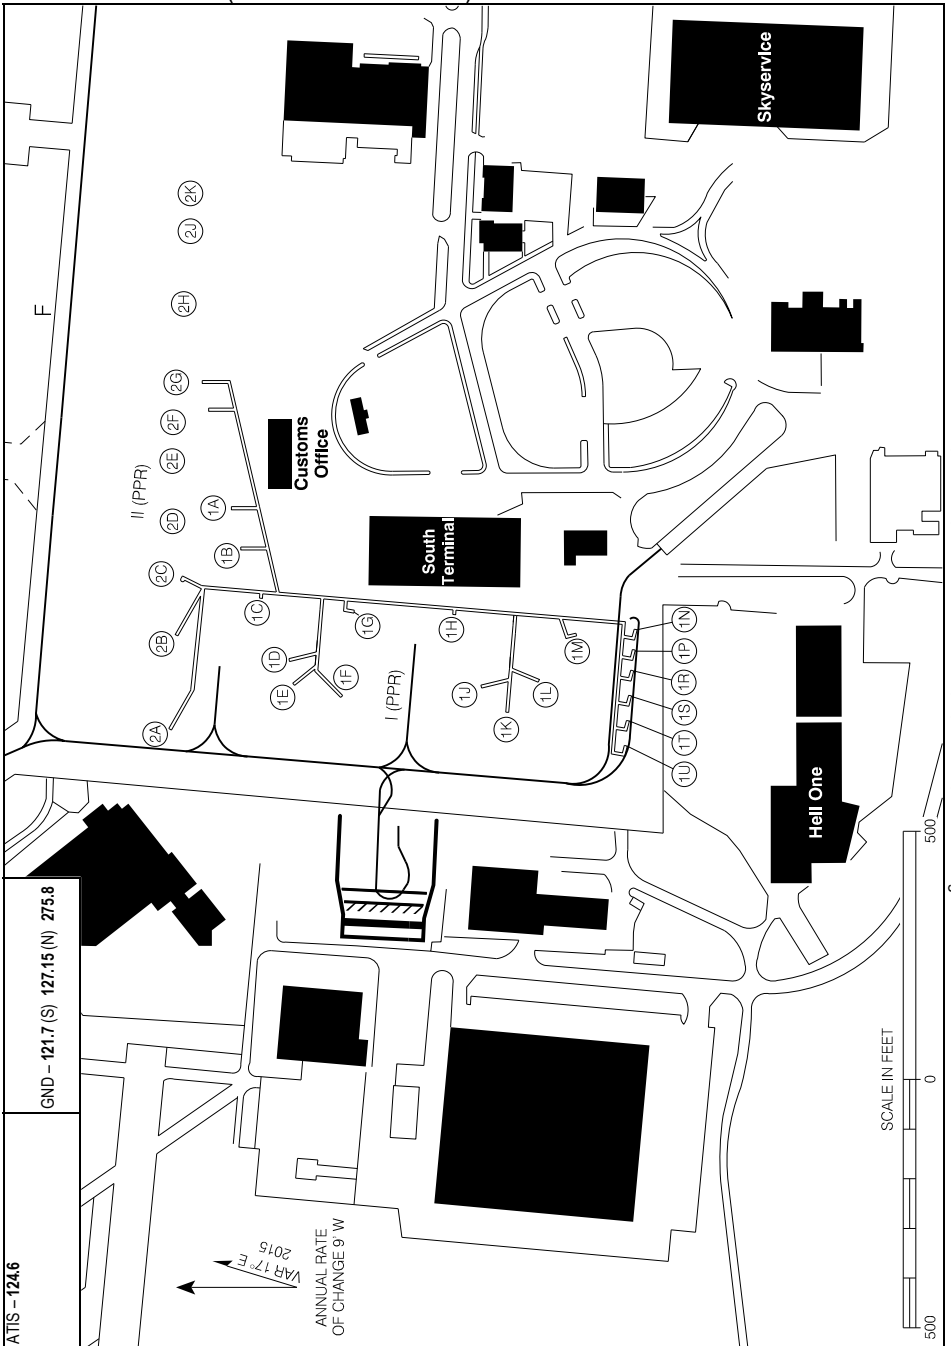 ATIS – 124.6
GND – 121.7 (S) 127.15 (N) 275.8
F
2K
2J
2H
2G
2F
2E
2D
2C
2B
2A
II (PPR)
1A
1B
1C
1D
1E
1F
1G
I (PPR)
1H
1J
1K
1L
1M
1N
1P
1R
1S
1T
1U
Skyservice
Customs
Office
South
Terminal
Heli One
VAR 17° E
2015
ANNUAL RATE
OF CHANGE 9' W
SCALE IN FEET
500
0
500